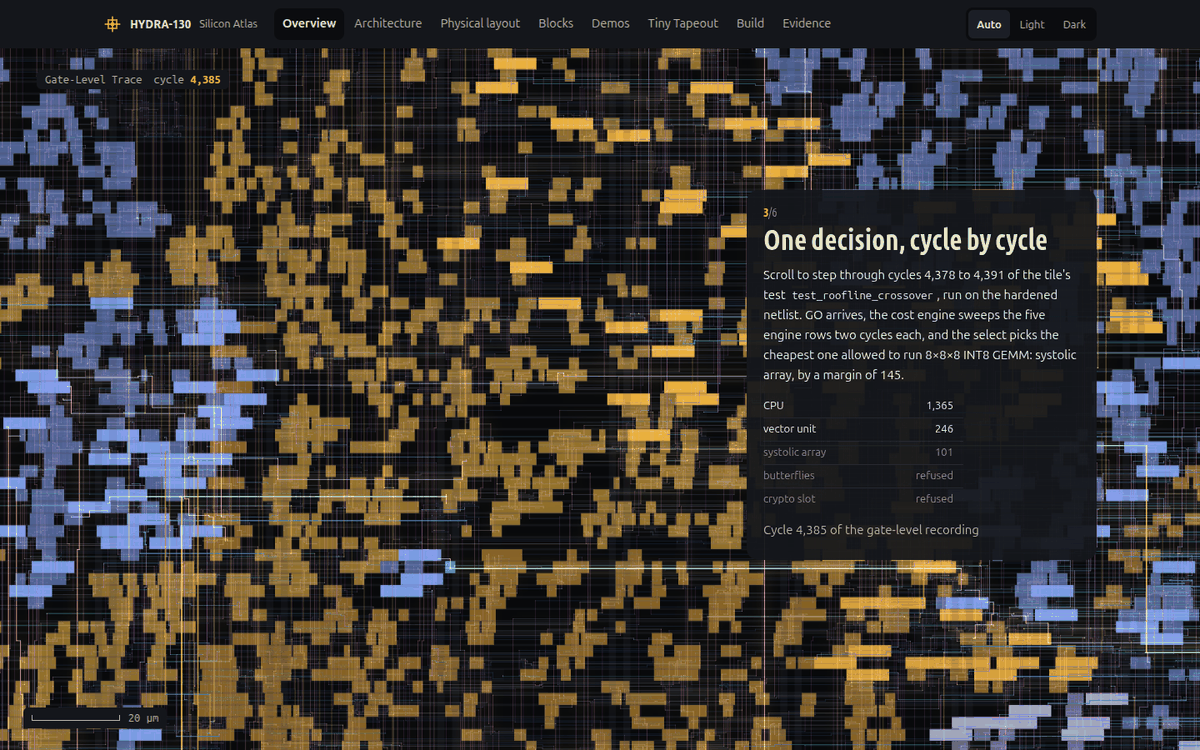 HYDRA-130 Silicon Atlas Overview Architecture Physical layout Blocks Demos Tiny Tapeout Build Evidence Auto Light Dark
Gate-Level Trace cycle 4,385
3/6
One decision, cycle by cycle
Scroll to step through cycles 4,378 to 4,391 of the tile's
test test_roofline_crossover , run on the hardened
netlist. GO arrives, the cost engine sweeps the five
engine rows two cycles each, and the select picks the
cheapest one allowed to run 8×8×8 INT8 GEMM: systolic
array, by a margin of 145.
CPU 1,365
vector unit 246
systolic array 101
butterflies refused
crypto slot refused
Cycle 4,385 of the gate-level recording
20 µm